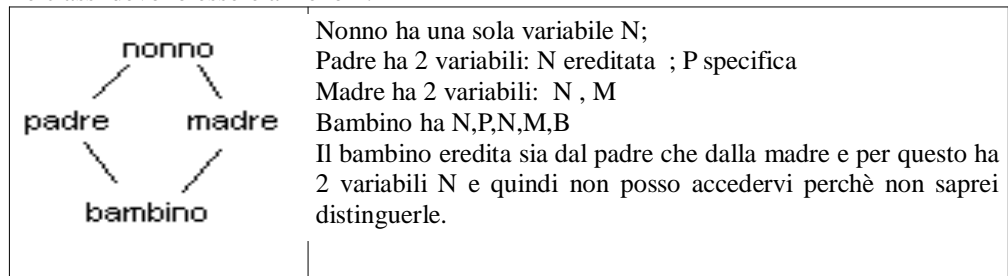 nonno
padre madre
bambino
Nonno ha una sola variabile N;
Padre ha 2 variabili: N ereditata ; P specifica
Madre ha 2 variabili: N , M
Bambino ha N,P,N,M,B
Il bambino eredita sia dal padre che dalla madre e per questo ha
2 variabili N e quindi non posso accedervi perchè non saprei
distinguerle.